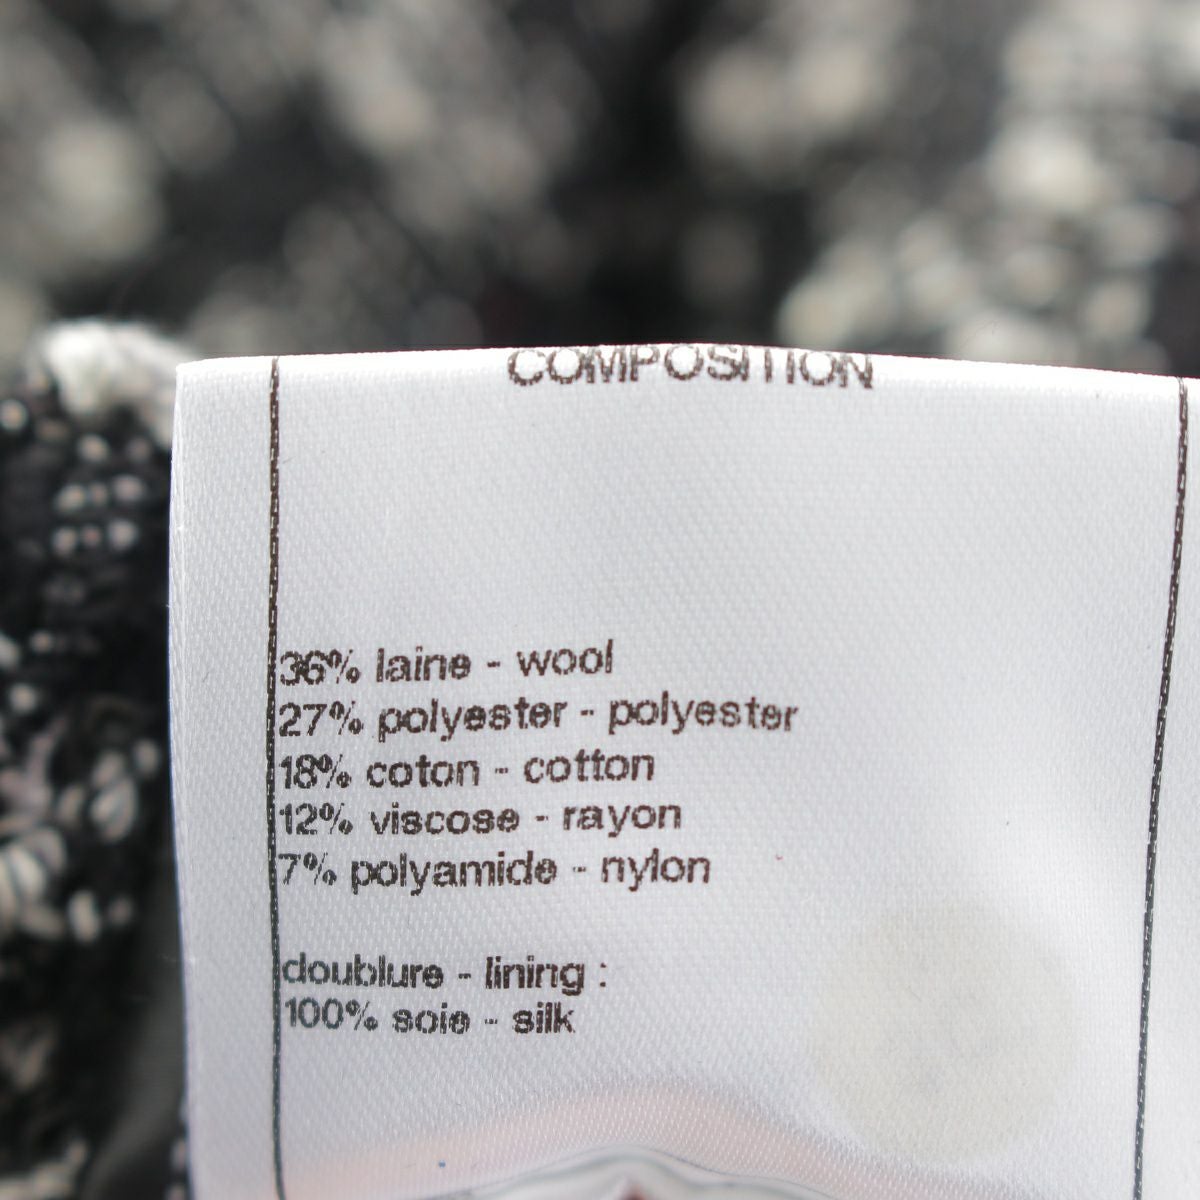 COMPOSITION
36% laine - wool
27% polyester - polyester
18% coton - cotton
12% viscose - rayon
7% polyamide - nylon
doublure - lining :
100% soie - silk